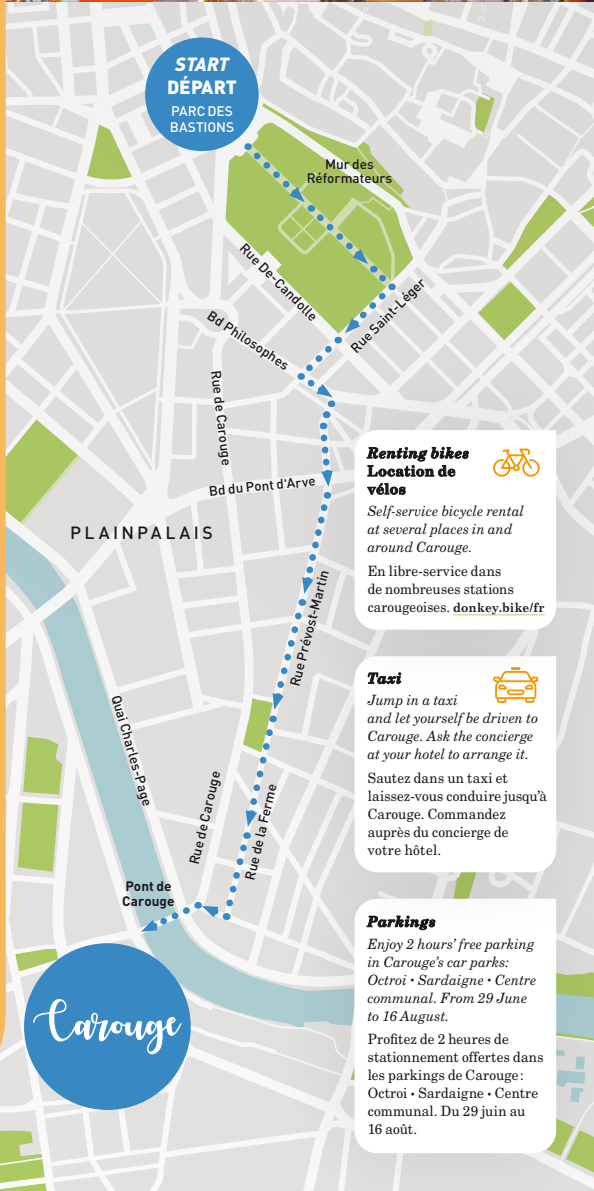 START
DÉPART
PARC DES
BASTIONS
Mur des
Réformateurs
Rue De-Candolle
Rue Saint-Léger
Bd Philosophes
Rue de Carouge
Bd du Pont d'Arve
PLAINPALAIS
Rue Prévost-Martin
Quai Charles-Page
Rue de Carouge
Rue de la Ferme
Pont de
Carouge
Carouge
Renting bikes
Location de
vélos
Self-service bicycle rental
at several places in and
around Carouge.
En libre-service dans
de nombreuses stations
carougeoises. donkey.bike/fr
Taxi
Jump in a taxi
and let yourself be driven to
Carouge. Ask the concierge
at your hotel to arrange it.
Sautez dans un taxi et
laissez-vous conduire jusqu'à
Carouge. Commandez
auprès du concierge de
votre hôtel.
Parkings
Enjoy 2 hours' free parking
in Carouge's car parks:
Octroi • Sardaigne • Centre
communal. From 29 June
to 16 August.
Profitez de 2 heures de
stationnement offertes dans
les parkings de Carouge:
Octroi • Sardaigne • Centre
communal. Du 29 juin au
16 août.